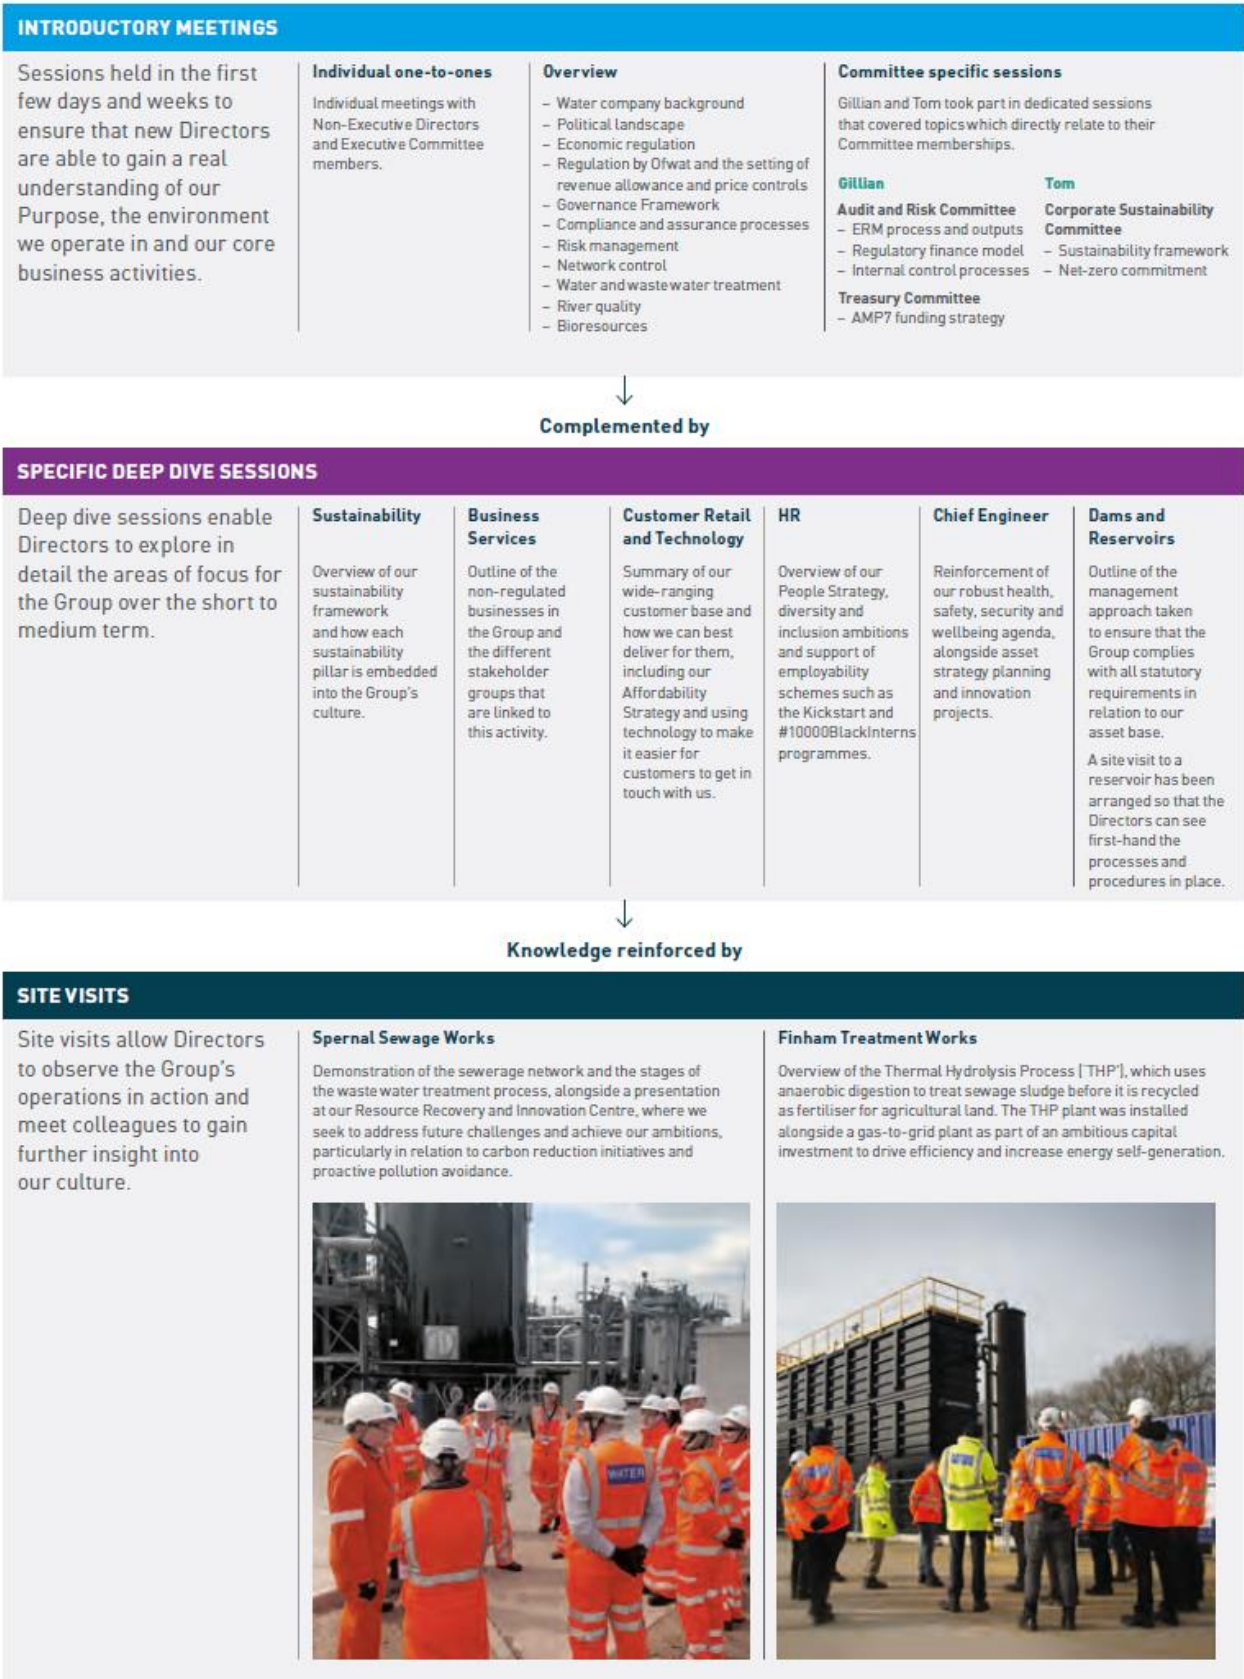 INTRODUCTORY MEETINGS
Sessions held in the first
few days and weeks to
ensure that new Directors
are able to gain a real
understanding of our
Purpose, the environment
we operate in and our core
business activities.
Individual one-to-ones
Individual meetings with
Non-Executive Directors
and Executive Committee
members.
Overview
– Water company background
– Political landscape
– Economic regulation
– Regulation by Ofwat and the setting of
revenue allowance and price controls
– Governance Framework
– Compliance and assurance processes
– Risk management
– Network control
– Water and waste water treatment
– River quality
– Bioresources
Committee specific sessions
Gillian and Tom took part in dedicated sessions
that covered topics which directly relate to their
Committee memberships.
Gillian
Audit and Risk Committee
– ERM process and outputs
– Regulatory finance model
– Internal control processes
Treasury Committee
– AMP7 funding strategy
Tom
Corporate Sustainability
Committee
– Sustainability framework
– Net-zero commitment
Complemented by
SPECIFIC DEEP DIVE SESSIONS
Deep dive sessions enable
Directors to explore in
detail the areas of focus for
the Group over the short to
medium term.
Sustainability
Overview of our
sustainability
framework
and how each
sustainability
pillar is embedded
into the Group's
culture.
Business
Services
Outline of the
non-regulated
businesses in
the Group and
the different
stakeholder
groups that
are linked to
this activity.
Customer Retail
and Technology
Summary of our
wide-ranging
customer base and
how we can best
deliver for them,
including our
Affordability
Strategy and using
technology to make
it easier for
customers to get in
touch with us.
HR
Overview of our
People Strategy,
diversity and
inclusion ambitions
and support of
employability
schemes such as
the Kickstart and
#10000BlackInterns
programmes.
Chief Engineer
Reinforcement of
our robust health,
safety, security and
wellbeing agenda,
alongside asset
strategy planning
and innovation
projects.
Dams and
Reservoirs
Outline of the
management
approach taken
to ensure that the
Group complies
with all statutory
requirements in
relation to our
asset base.
A site visit to a
reservoir has been
arranged so that the
Directors can see
first-hand the
processes and
procedures in place.
Knowledge reinforced by
SITE VISITS
Site visits allow Directors
to observe the Group's
operations in action and
meet colleagues to gain
further insight into
our culture.
Spernal Sewage Works
Demonstration of the sewerage network and the stages of
the waste water treatment process, alongside a presentation
at our Resource Recovery and Innovation Centre, where we
seek to address future challenges and achieve our ambitions,
particularly in relation to carbon reduction initiatives and
proactive pollution avoidance.
Finham Treatment Works
Overview of the Thermal Hydrolysis Process ('THP'), which uses
anaerobic digestion to treat sewage sludge before it is recycled
as fertiliser for agricultural land. The THP plant was installed
alongside a gas-to-grid plant as part of an ambitious capital
investment to drive efficiency and increase energy self-generation.
WATER